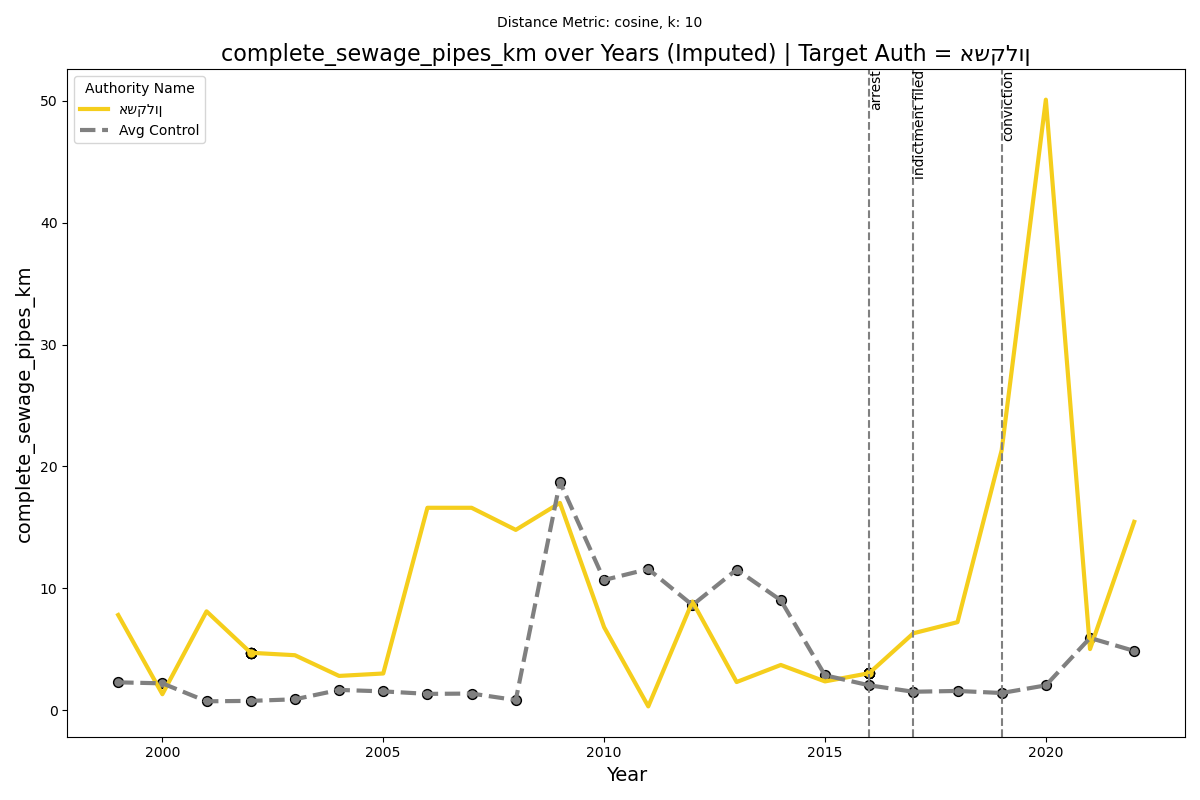 Distance Metric: cosine, k: 10
complete_sewage_pipes_km over Years (Imputed) | Target Auth = אשקלון
Authority Name
אשקלון
Avg Control
arrest
indictment filed
conviction
complete_sewage_pipes_km
50
40
30
20
10
0
2000
2005
2010
2015
2020
Year